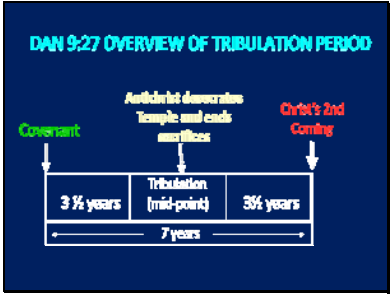 DAN 9:27 OVERVIEW OF TRIBULATION PERIOD
Antichrist desecrates
Temple and ends
sacrifices
Christ's 2nd
Coming
Covenant
3 ½ years
Tribulation
(mid-point)
3½ years
7 years